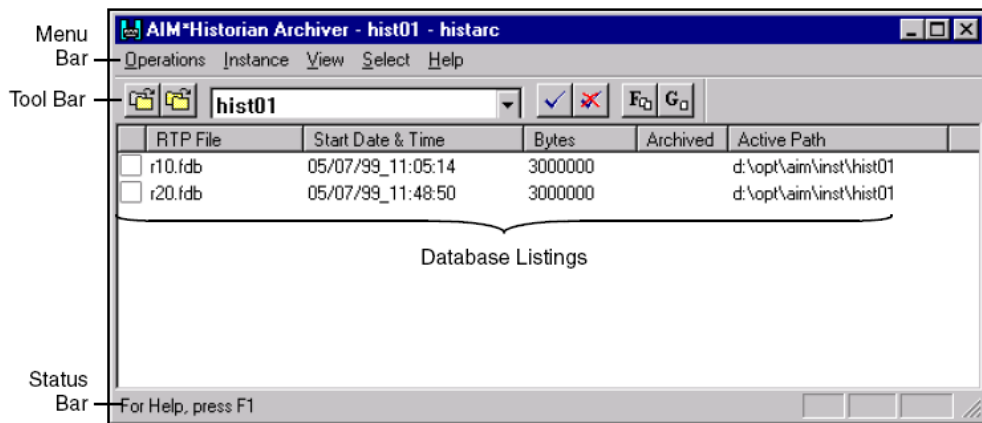 Menu
Bar
AIM*Historian Archiver - hist01 - histarc
Operations Instance View Select Help
Tool Bar
hist01
F G
RTP File Start Date & Time Bytes Archived Active Path
r10.fdb 05/07/99_11:05:14 3000000 d:\opt\aim\inst\hist01
r20.fdb 05/07/99_11:48:50 3000000 d:\opt\aim\inst\hist01
Database Listings
Status
Bar
For Help, press F1